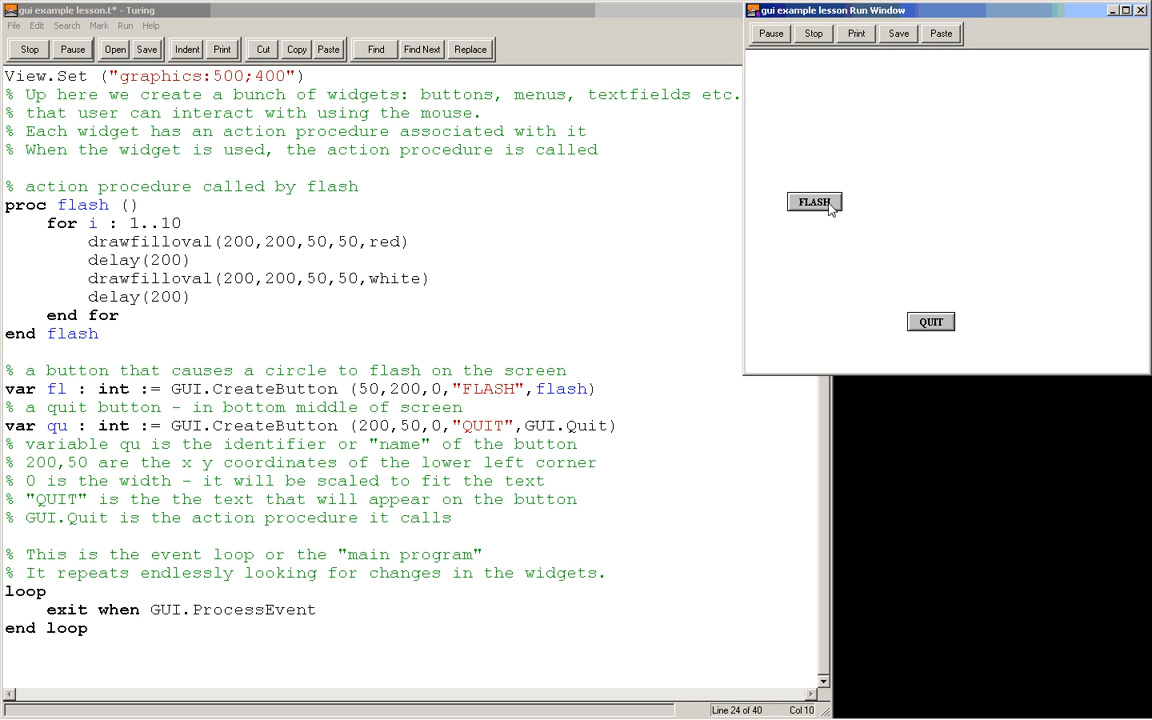 gui example lesson.t* - Turing
File Edit Search Mark Run Help
Stop Pause Open Save Indent Print Cut Copy Paste Find Find Next Replace
View.Set ("graphics:500;400")
% Up here we create a bunch of widgets: buttons, menus, textfields etc.
% that user can interact with using the mouse.
% Each widget has an action procedure associated with it
% When the widget is used, the action procedure is called
% action procedure called by flash
proc flash ()
for i : 1..10
drawfilloval(200,200,50,50,red)
delay(200)
drawfilloval(200,200,50,50,white)
delay(200)
end for
end flash
% a button that causes a circle to flash on the screen
var fl : int := GUI.CreateButton (50,200,0,"FLASH",flash)
% a quit button - in bottom middle of screen
var qu : int := GUI.CreateButton (200,50,0,"QUIT",GUI.Quit)
% variable qu is the identifier or "name" of the button
% 200,50 are the x y coordinates of the lower left corner
% 0 is the width - it will be scaled to fit the text
% "QUIT" is the the text that will appear on the button
% GUI.Quit is the action procedure it calls
% This is the event loop or the "main program"
% It repeats endlessly looking for changes in the widgets.
loop
exit when GUI.ProcessEvent
end loop
Line 24 of 40 Col 10
gui example lesson Run Window
Pause Stop Print Save Paste
FLASH
QUIT